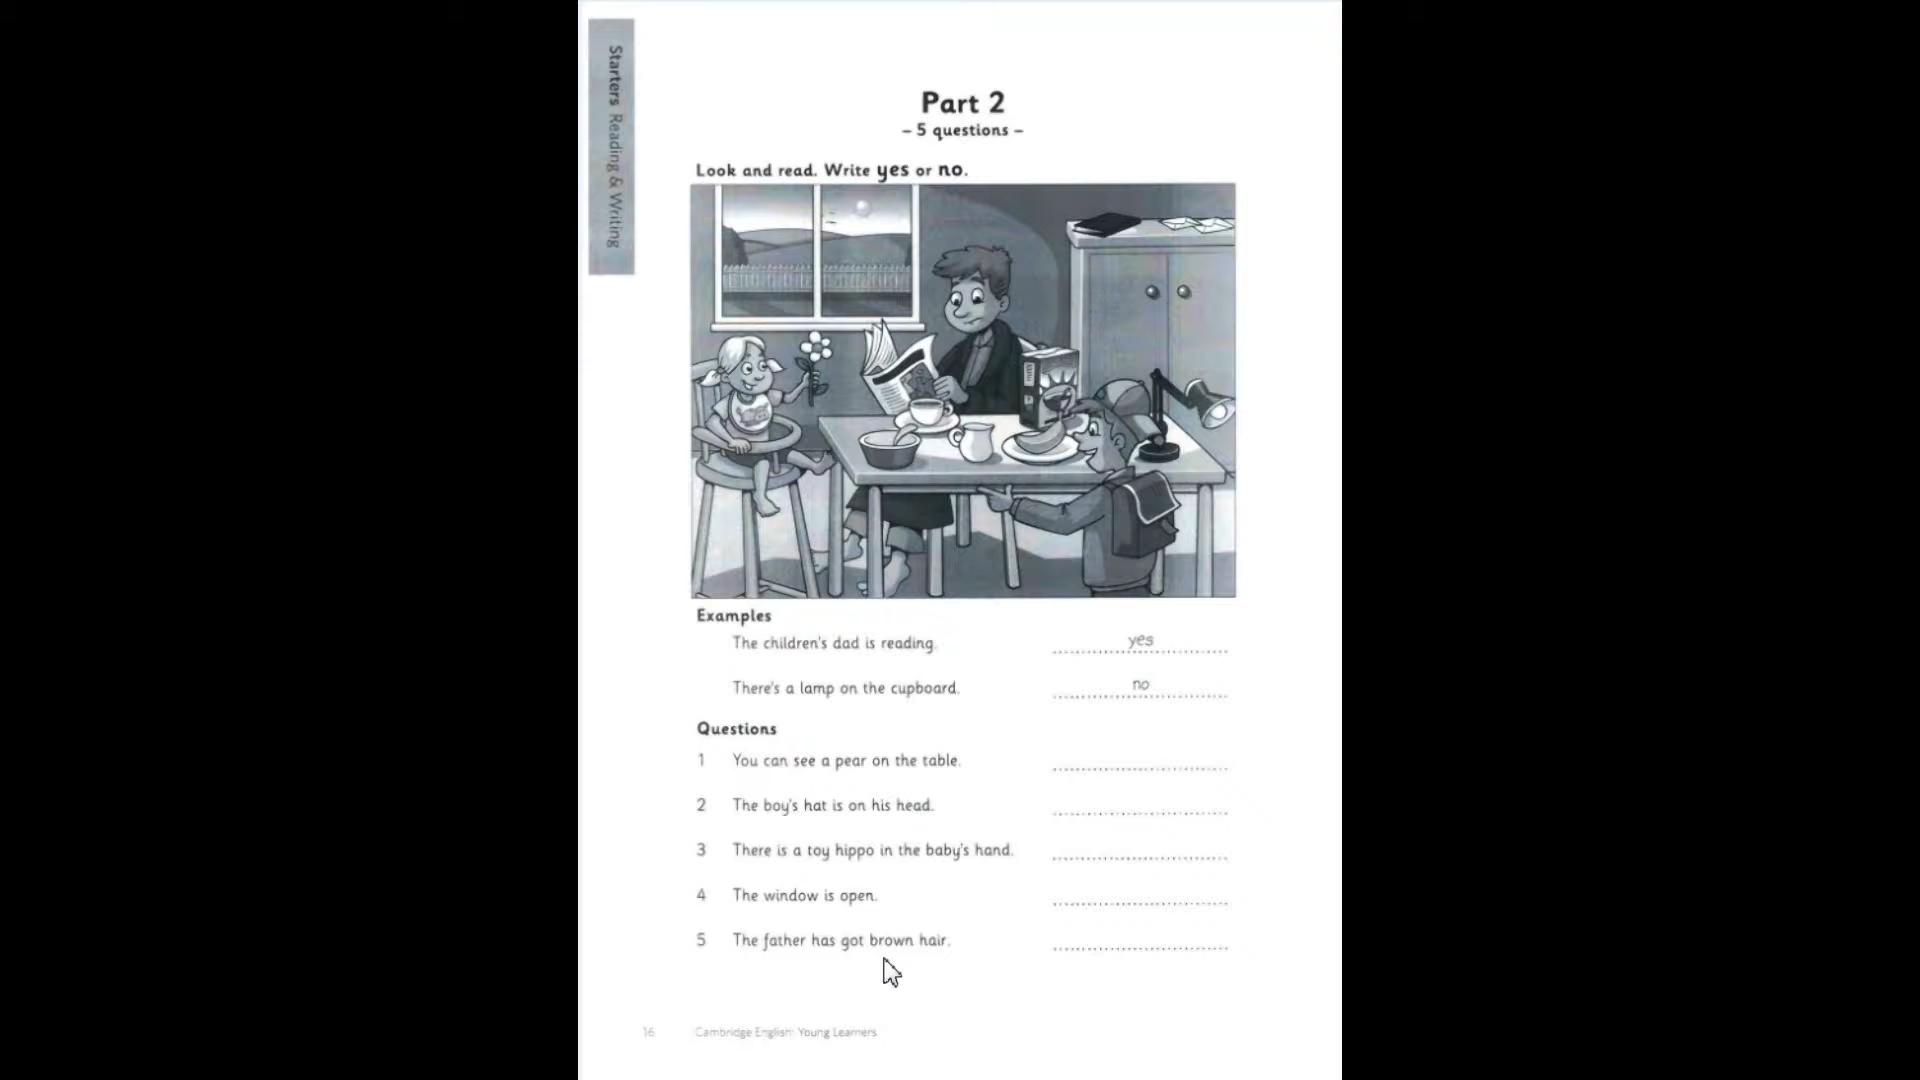 Starters Reading & Writing
Part 2
– 5 questions –
Look and read. Write yes or no.
Examples
The children's dad is reading. yes
There's a lamp on the cupboard. no
Questions
1 You can see a pear on the table.
2 The boy's hat is on his head.
3 There is a toy hippo in the baby's hand.
4 The window is open.
5 The father has got brown hair.
16 Cambridge English: Young Learners